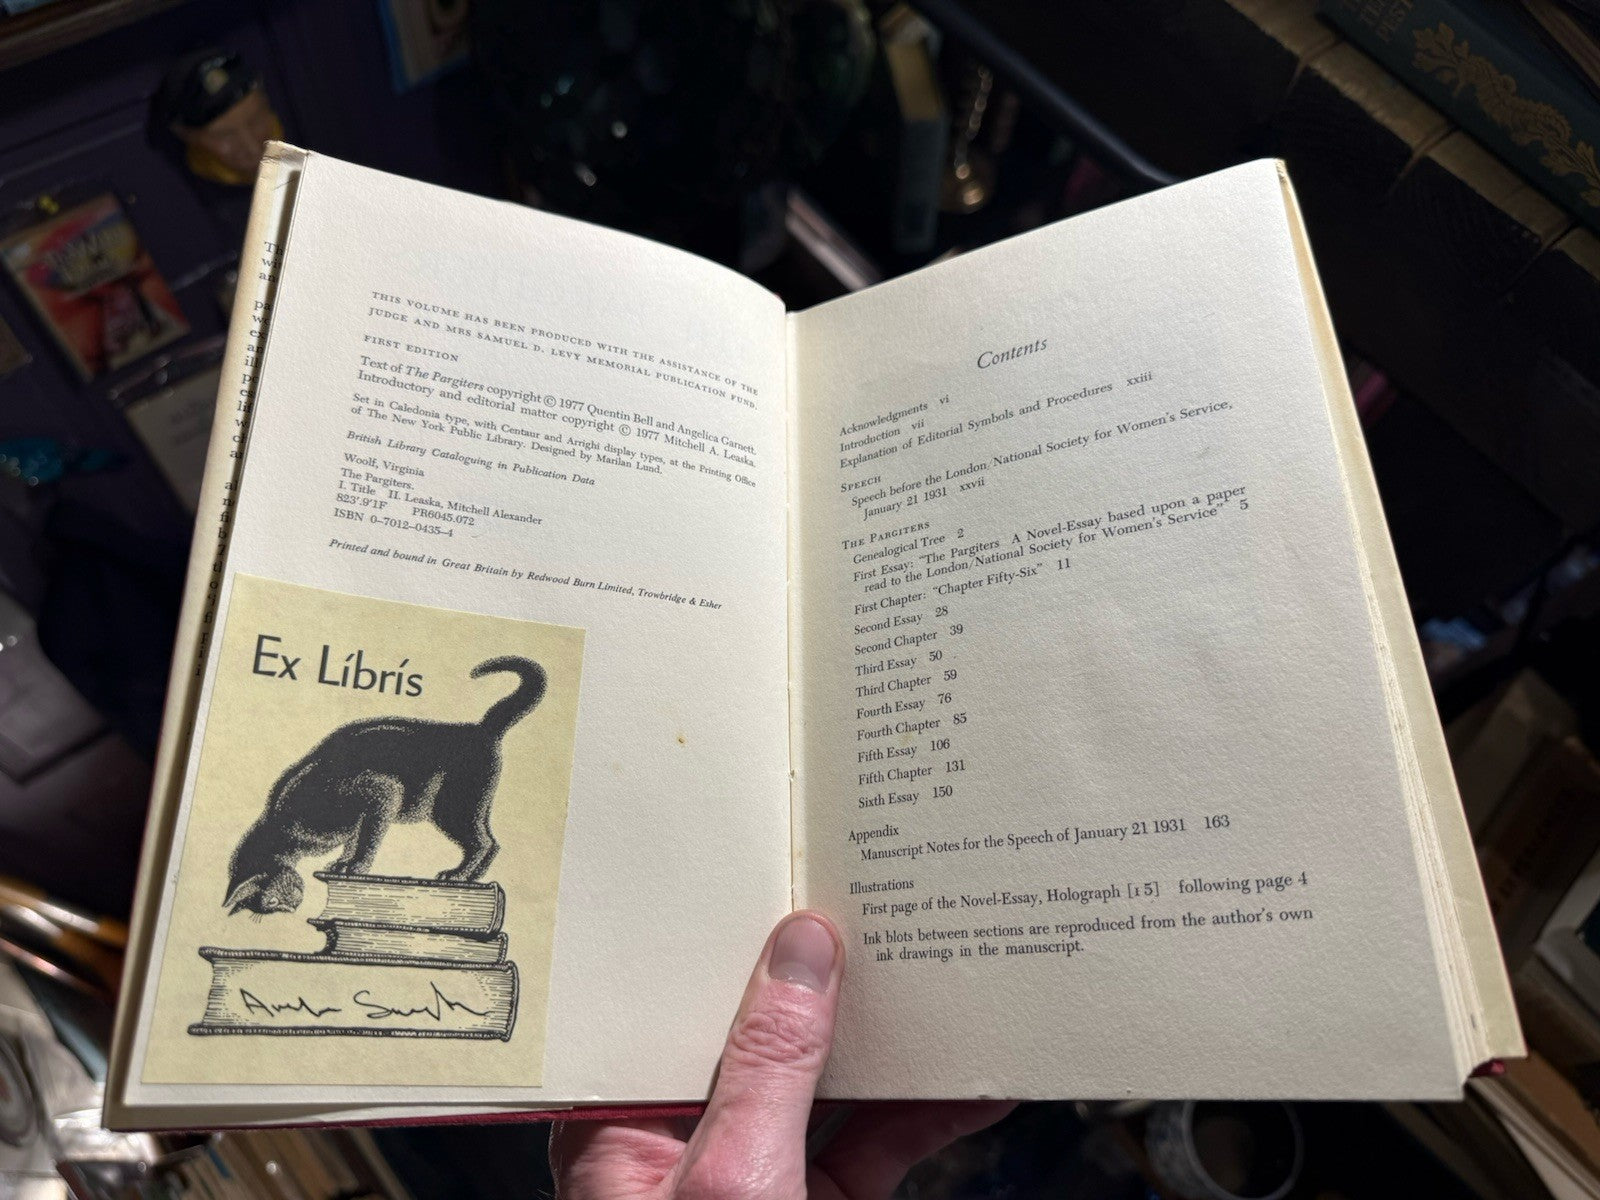 THIS VOLUME HAS BEEN PRODUCED WITH THE ASSISTANCE OF THE
JUDGE AND MRS SAMUEL D. LEVY MEMORIAL PUBLICATION FUND.
FIRST EDITION
Text of The Pargiters copyright © 1977 Quentin Bell and Angelica Garnett.
Introductory and editorial matter copyright © 1977 Mitchell A. Leaska.
Set in Caledonia type, with Centaur and Arrighi display types, at the Printing Office
of The New York Public Library. Designed by Marilan Lund.
British Library Cataloguing in Publication Data
Woolf, Virginia
The Pargiters.
I. Title II. Leaska, Mitchell Alexander
823'.9'1F PR6045.072
ISBN 0-7012-0435-4
Printed and bound in Great Britain by Redwood Burn Limited, Trowbridge & Esher
Ex Líbrís
Contents
Acknowledgments vi
Introduction vii
Explanation of Editorial Symbols and Procedures xxiii
SPEECH
Speech before the London/National Society for Women's Service,
January 21 1931 xxvii
THE PARGITERS
Genealogical Tree 2
First Essay: "The Pargiters A Novel-Essay based upon a paper
read to the London/National Society for Women's Service" 5
First Chapter: "Chapter Fifty-Six" 11
Second Essay 28
Second Chapter 39
Third Essay 50
Third Chapter 59
Fourth Essay 76
Fourth Chapter 85
Fifth Essay 106
Fifth Chapter 131
Sixth Essay 150
Appendix
Manuscript Notes for the Speech of January 21 1931 163
Illustrations
First page of the Novel-Essay, Holograph [15] following page 4
Ink blots between sections are reproduced from the author's own
ink drawings in the manuscript.